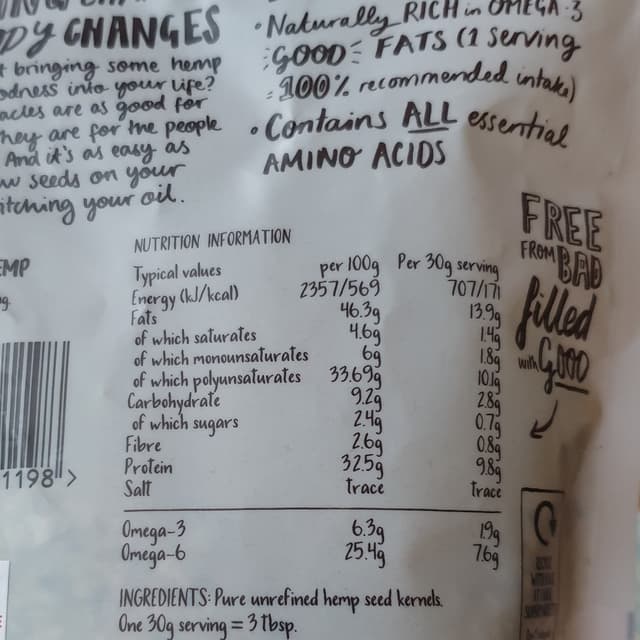 DY CHANGES
bringing some hemp
into your life?
are as good for
they are for the people
And it's as easy as
seeds on your
your oil.
• Naturally RICH in OMEGA-3
GOOD FATS (1 serving
= 100% recommended intake)
• Contains ALL essential
AMINO ACIDS
FREE
FROM BAD
filled
with GOOD
NUTRITION INFORMATION
Typical values per 100g Per 30g serving
Energy (kJ/kcal) 2357/569 707/171
Fats 46.3g 13.9g
of which saturates 4.6g 1.4g
of which monounsaturates 6g 1.8g
of which polyunsaturates 33.69g 10.1g
Carbohydrate 9.2g 2.8g
of which sugars 2.4g 0.7g
Fibre 2.6g 0.8g
Protein 32.5g 9.8g
Salt trace trace
Omega-3 6.3g 1.9g
Omega-6 25.4g 7.6g
INGREDIENTS: Pure unrefined hemp seed kernels.
One 30g serving = 3 tbsp.
1198 >